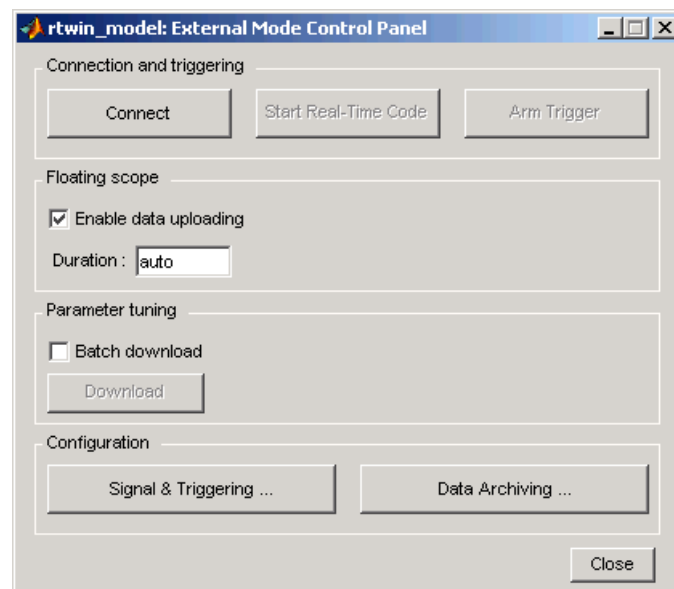 rtwin_model: External Mode Control Panel
Connection and triggering
Connect Start Real-Time Code Arm Trigger
Floating scope
Enable data uploading
Duration : auto
Parameter tuning
Batch download
Download
Configuration
Signal & Triggering ... Data Archiving ...
Close